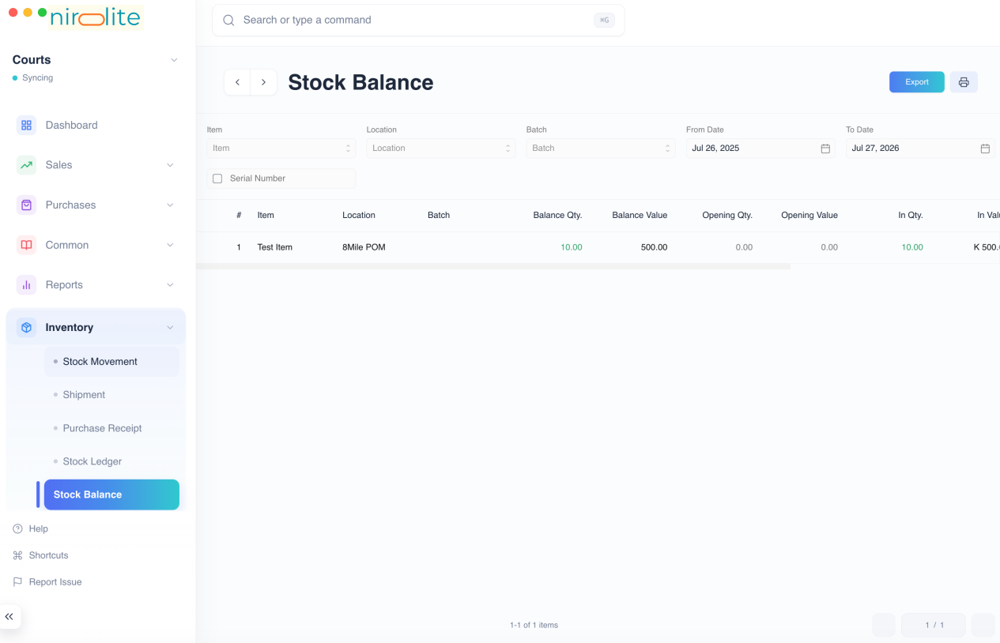 nirolite
Search or type a command
⌘G
Courts
Syncing
Stock Balance
Export
Dashboard
Sales
Purchases
Common
Reports
Inventory
Stock Movement
Shipment
Purchase Receipt
Stock Ledger
Stock Balance
Help
Shortcuts
Report Issue
Item Location Batch From Date To Date
Item Location Batch Jul 26, 2025 Jul 27, 2026
Serial Number
# Item Location Batch Balance Qty. Balance Value Opening Qty. Opening Value In Qty. In
1 Test Item 8Mile POM 10.00 500.00 0.00 0.00 10.00 K 500.
1-1 of 1 items
1 / 1